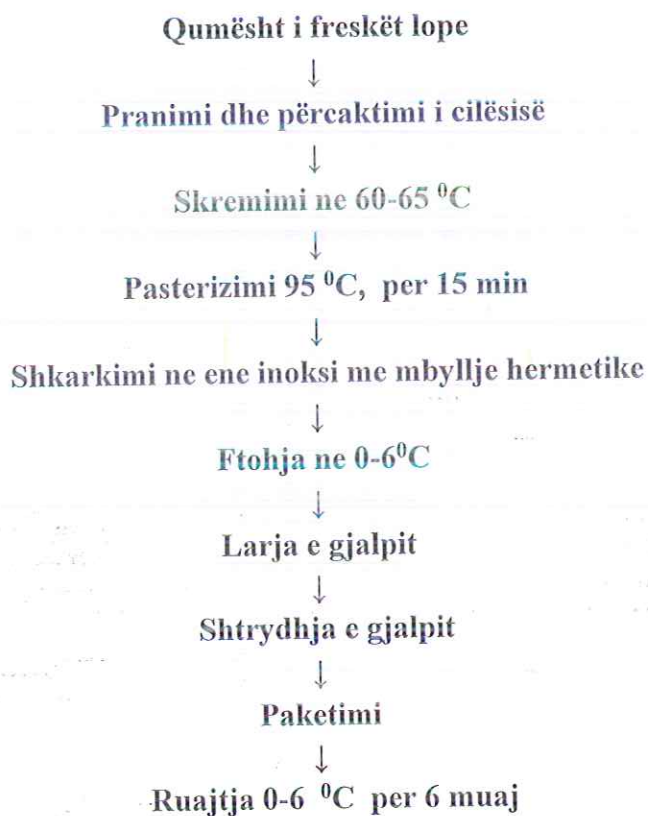 Qumësht i freskët lope
↓
Pranimi dhe përcaktimi i cilësisë
↓
Skremimi ne 60-65 ⁰C
↓
Pasterizimi 95 ⁰C, per 15 min
↓
Shkarkimi ne ene inoksi me mbyllje hermetike
↓
Ftohja ne 0-6⁰C
↓
Larja e gjalpit
↓
Shtrydhja e gjalpit
↓
Paketimi
↓
Ruajtja 0-6 ⁰C per 6 muaj